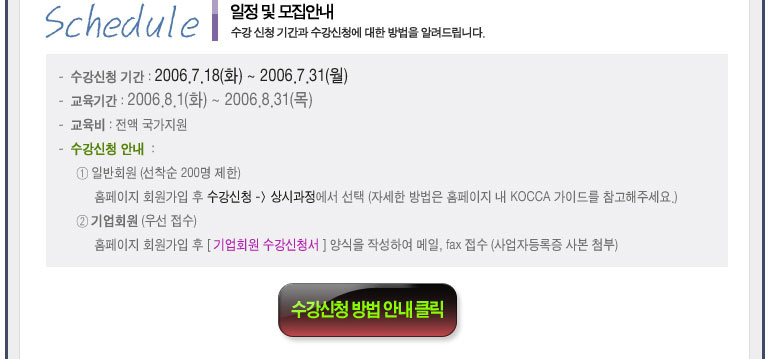 Schedule
일정 및 모집안내
수강 신청 기간과 수강신청에 대한 방법을 알려드립니다.
- 수강신청 기간 : 2006.7.18(화) ~ 2006.7.31(월)
- 교육기간 : 2006.8.1(화) ~ 2006.8.31(목)
- 교육비 : 전액 국가지원
- 수강신청 안내 :
① 일반회원 (선착순 200명 제한)
홈페이지 회원가입 후 수강신청 -> 상시과정에서 선택 (자세한 방법은 홈페이지 내 KOCCA 가이드를 참고해주세요.)
② 기업회원 (우선 접수)
홈페이지 회원가입 후 [ 기업회원 수강신청서 ] 양식을 작성하여 메일, fax 접수 (사업자등록증 사본 첨부)
수강신청 방법 안내 클릭